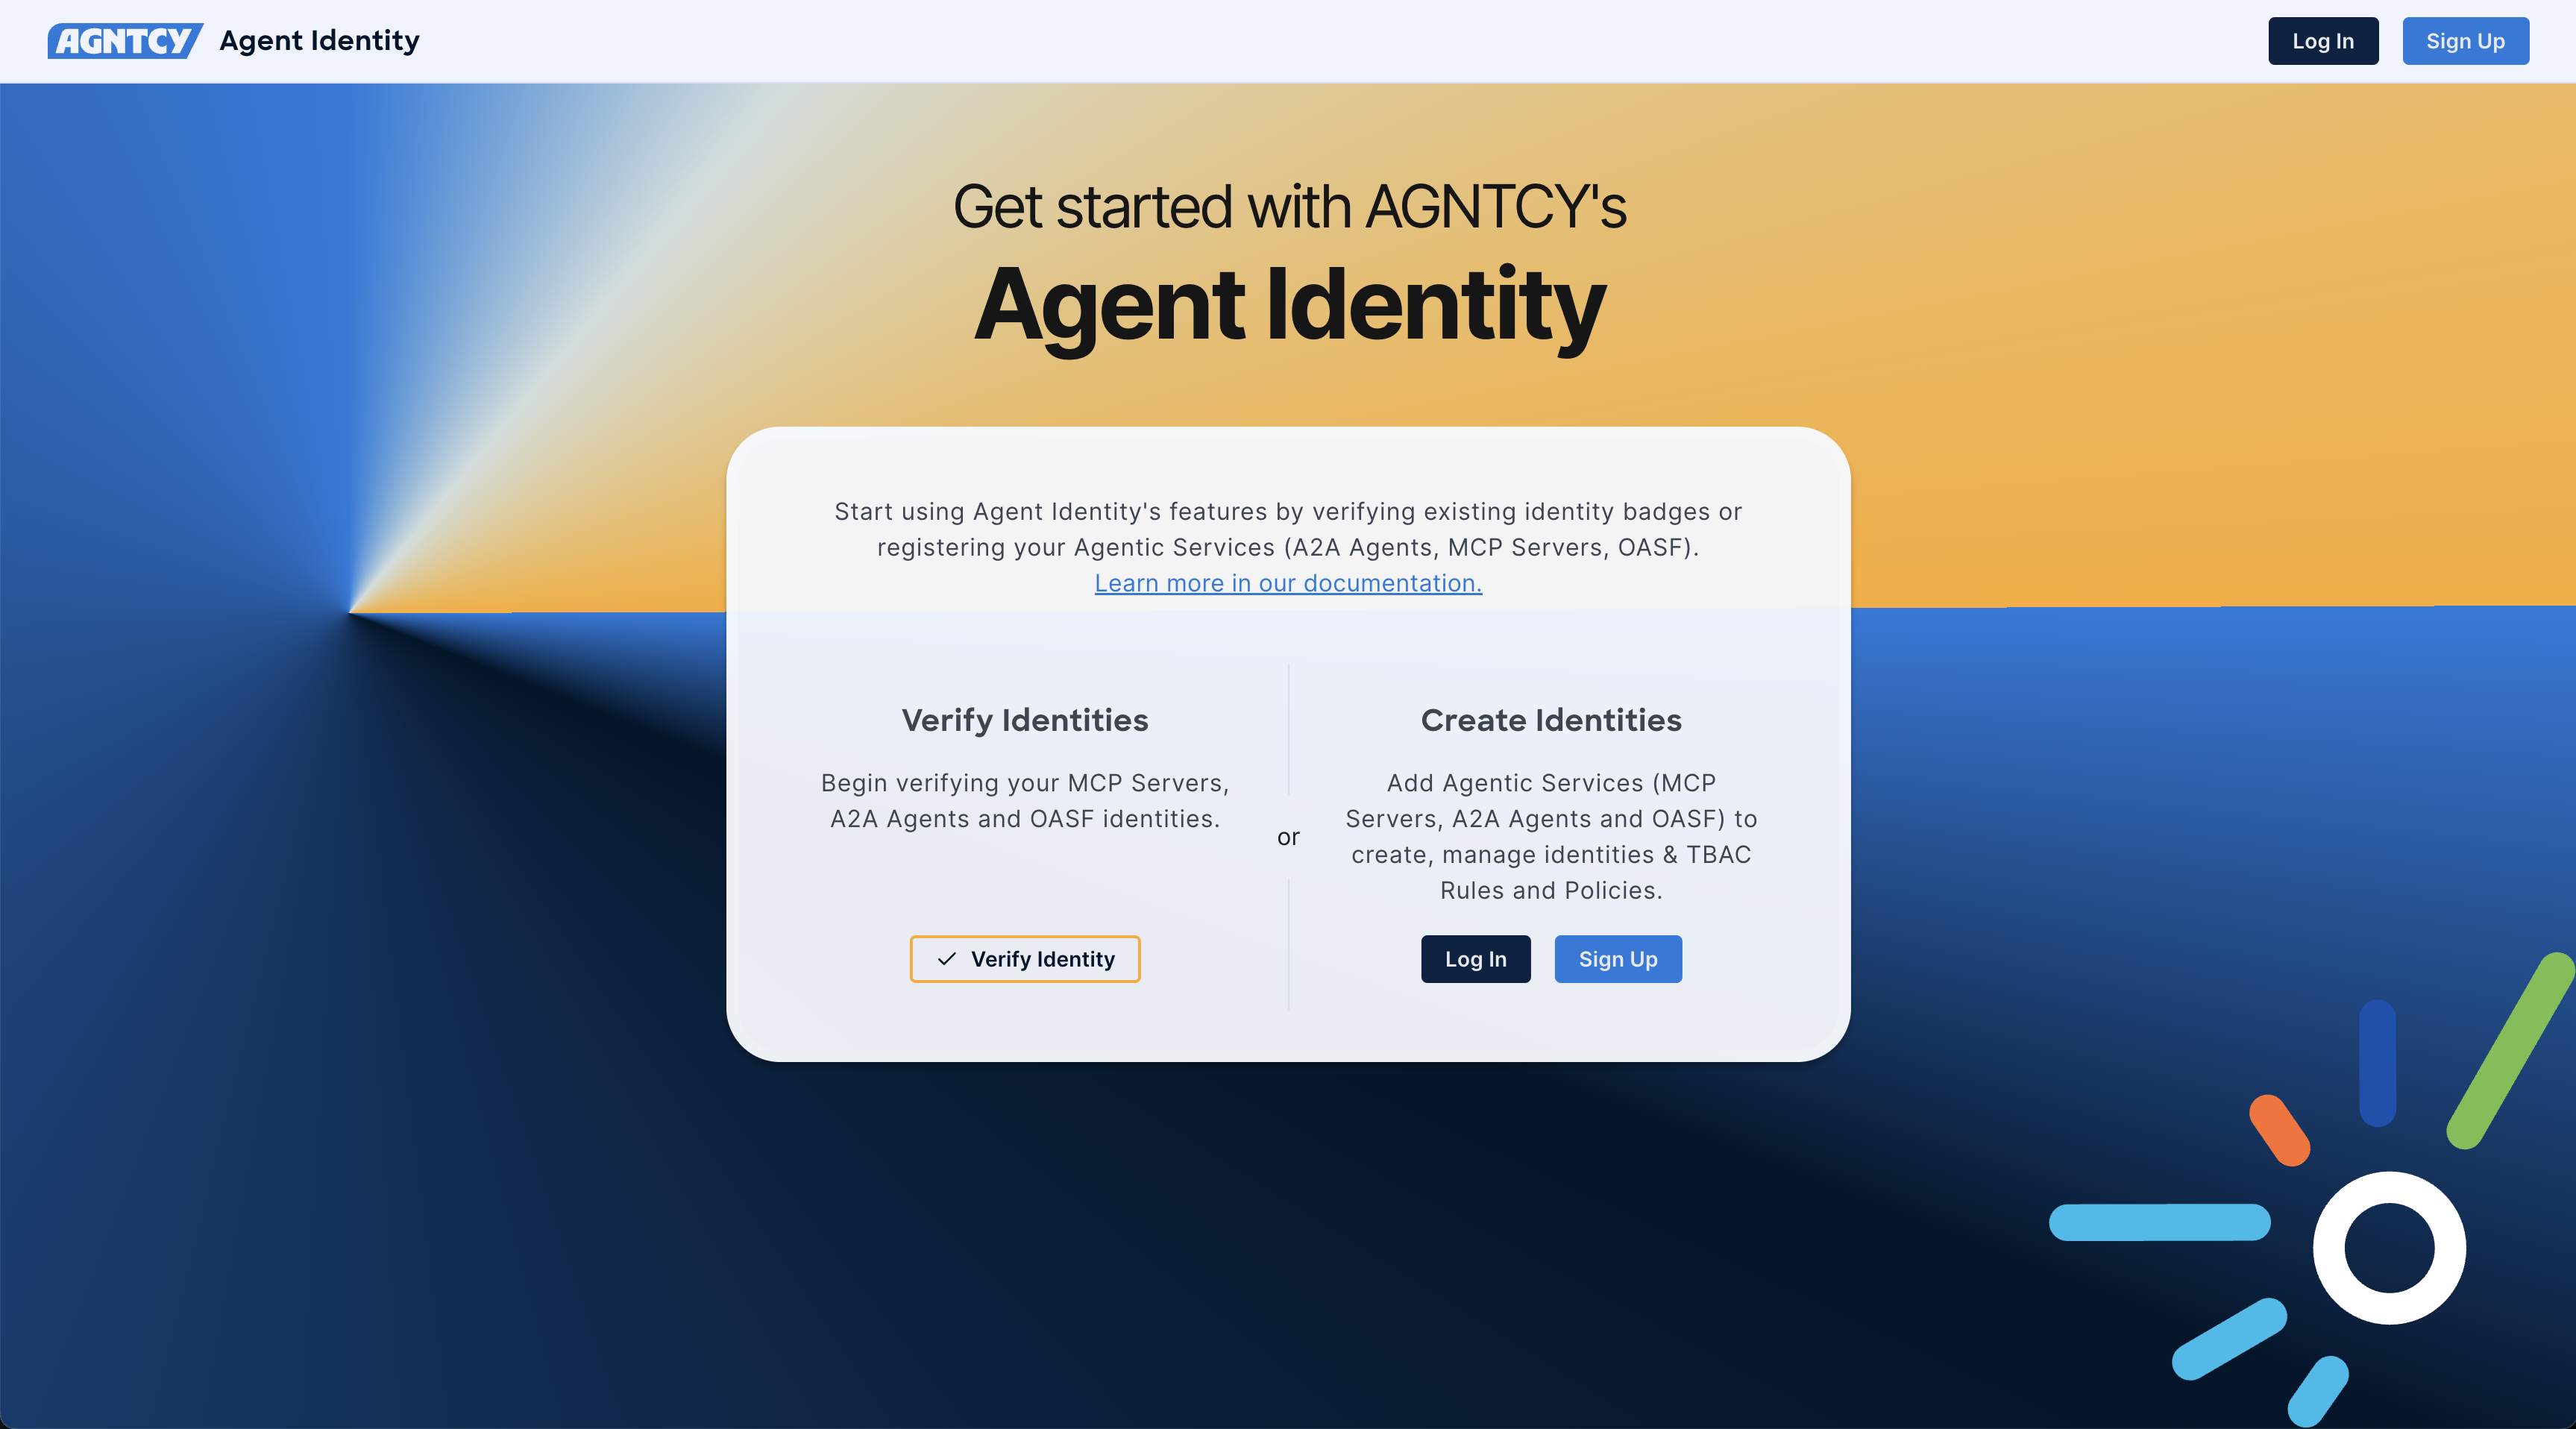 AGNTCY Agent Identity
Log In
Sign Up
Get started with AGNTCY's
Agent Identity
Start using Agent Identity's features by verifying existing identity badges or
registering your Agentic Services (A2A Agents, MCP Servers, OASF).
Learn more in our documentation.
Verify Identities
Begin verifying your MCP Servers,
A2A Agents and OASF identities.
Verify Identity
or
Create Identities
Add Agentic Services (MCP
Servers, A2A Agents and OASF) to
create, manage identities & TBAC
Rules and Policies.
Log In
Sign Up